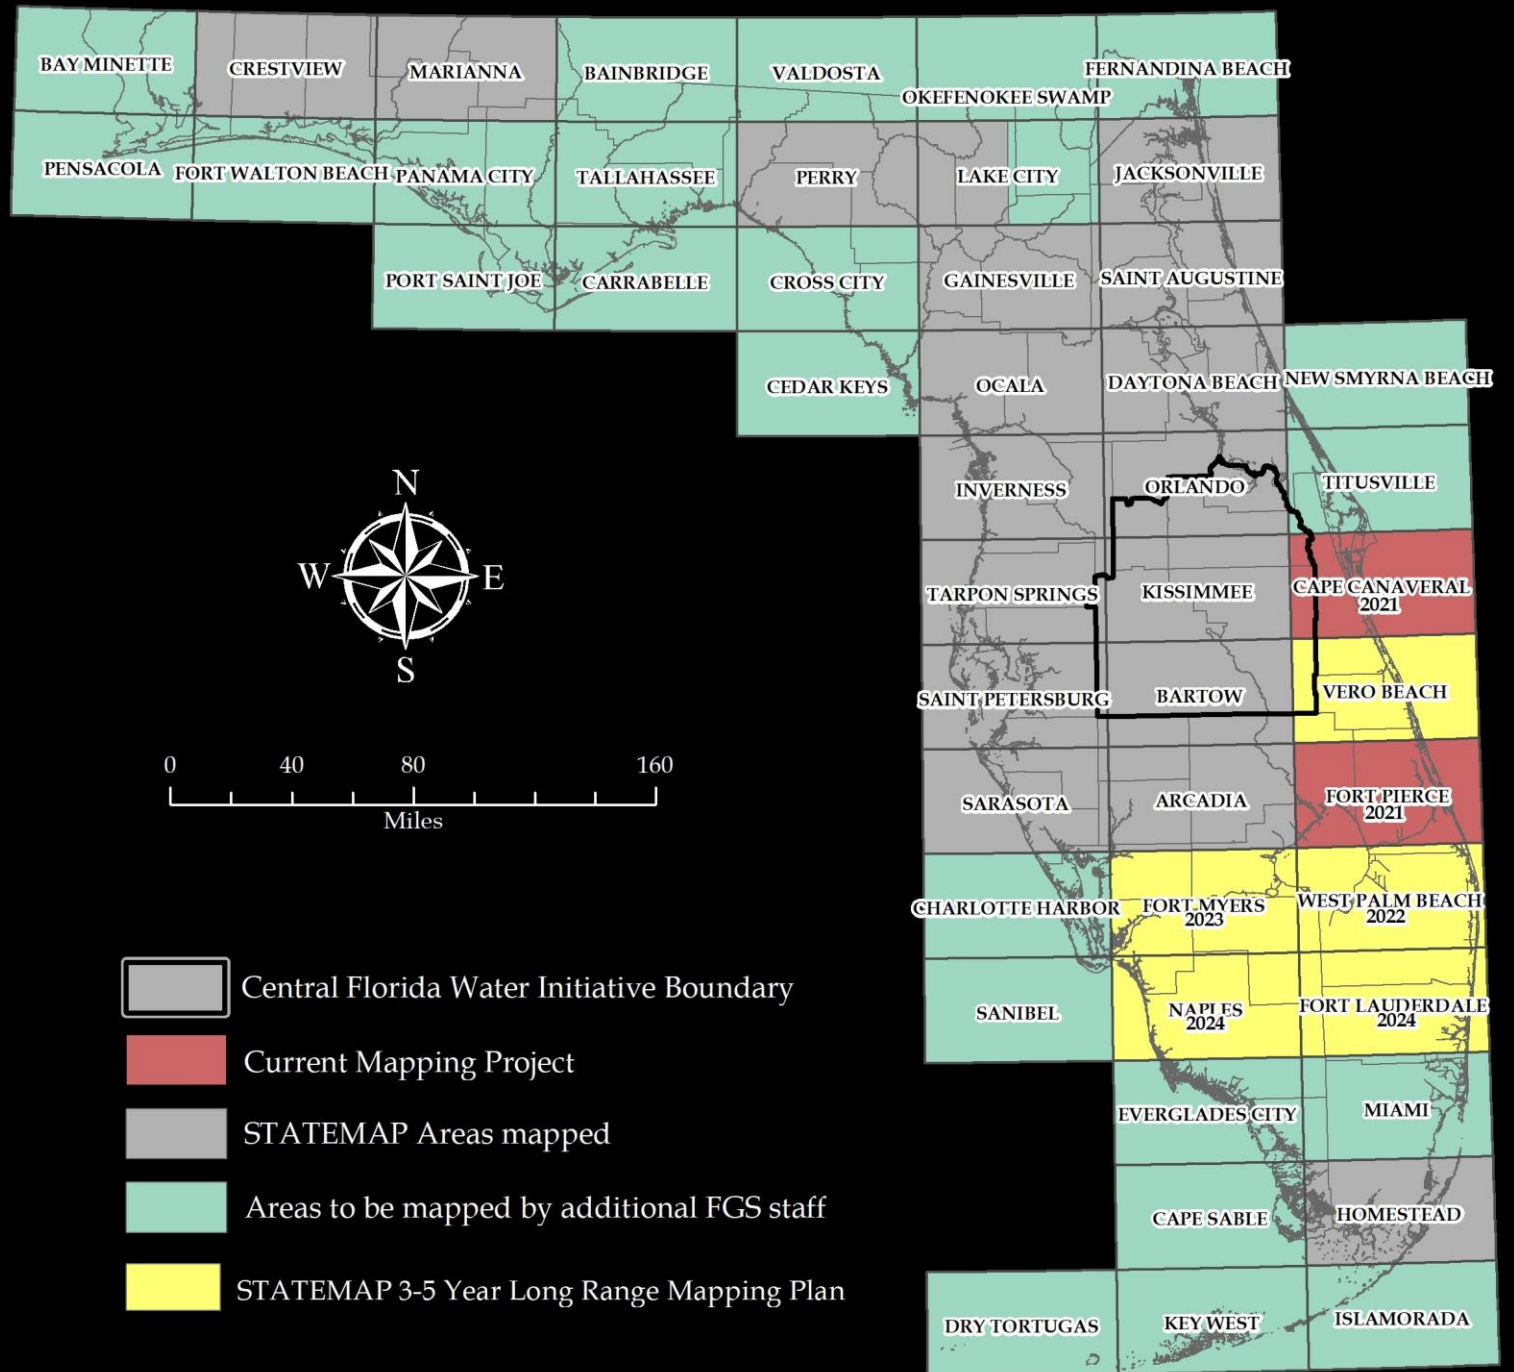 BAY MINETTE
CRESTVIEW
MARIANNA
BAINBRIDGE
VALDOSTA
OKEFENOKEE SWAMP
FERNANDINA BEACH
PENSACOLA
FORT WALTON BEACH
PANAMA CITY
TALLAHASSEE
PERRY
LAKE CITY
JACKSONVILLE
PORT SAINT JOE
CARRABELLE
CROSS CITY
GAINESVILLE
SAINT AUGUSTINE
CEDAR KEYS
OCALA
DAYTONA BEACH
NEW SMYRNA BEACH
INVERNESS
ORLANDO
TITUSVILLE
TARPON SPRINGS
KISSIMMEE
CAPE CANAVERAL
2021
SAINT PETERSBURG
BARTOW
VERO BEACH
SARASOTA
ARCADIA
FORT PIERCE
2021
CHARLOTTE HARBOR
FORT MYERS
2023
WEST PALM BEACH
2022
SANIBEL
NAPLES
2024
FORT LAUDERDALE
2024
EVERGLADES CITY
MIAMI
CAPE SABLE
HOMESTEAD
DRY TORTUGAS
KEY WEST
ISLAMORADA
N
W
E
S
0 40 80 160
Miles
Central Florida Water Initiative Boundary
Current Mapping Project
STATEMAP Areas mapped
Areas to be mapped by additional FGS staff
STATEMAP 3-5 Year Long Range Mapping Plan